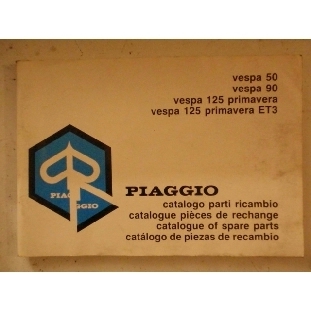 vespa 50
vespa 90
vespa 125 primavera
vespa 125 primavera ET3
PIAGGIO
PIAGGIO
catalogo parti ricambio
catalogue pièces de rechange
catalogue of spare parts
catálogo de piezas de recambio